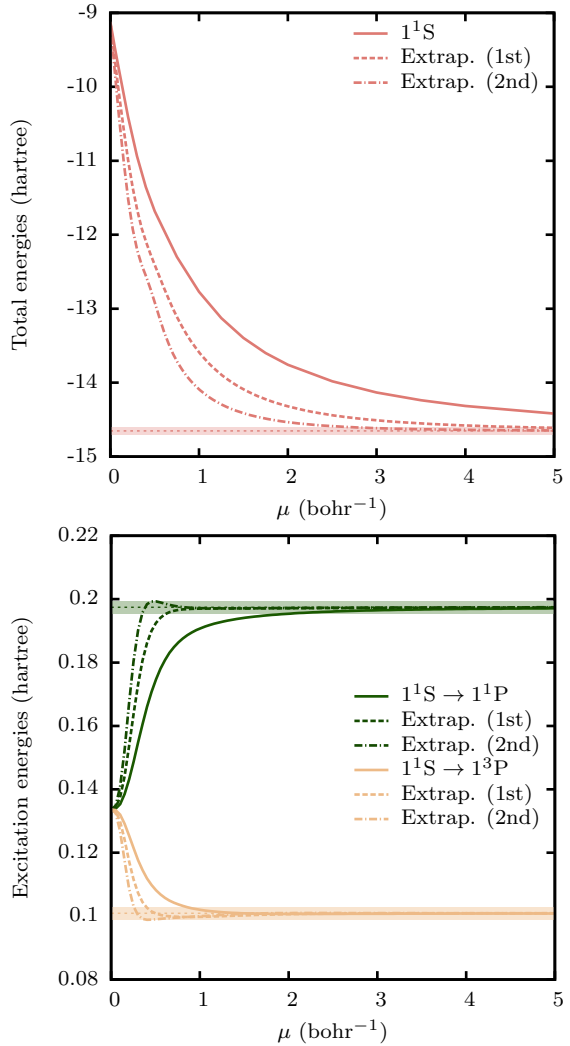 -9
-10
-11
-12
-13
-14
-15
Total energies (hartree)
1¹S
Extrap. (1st)
Extrap. (2nd)
0 1 2 3 4 5
μ (bohr⁻¹)
0.22
0.2
0.18
0.16
0.14
0.12
0.1
0.08
Excitation energies (hartree)
1¹S → 1¹P
Extrap. (1st)
Extrap. (2nd)
1¹S → 1³P
Extrap. (1st)
Extrap. (2nd)
0 1 2 3 4 5
μ (bohr⁻¹)